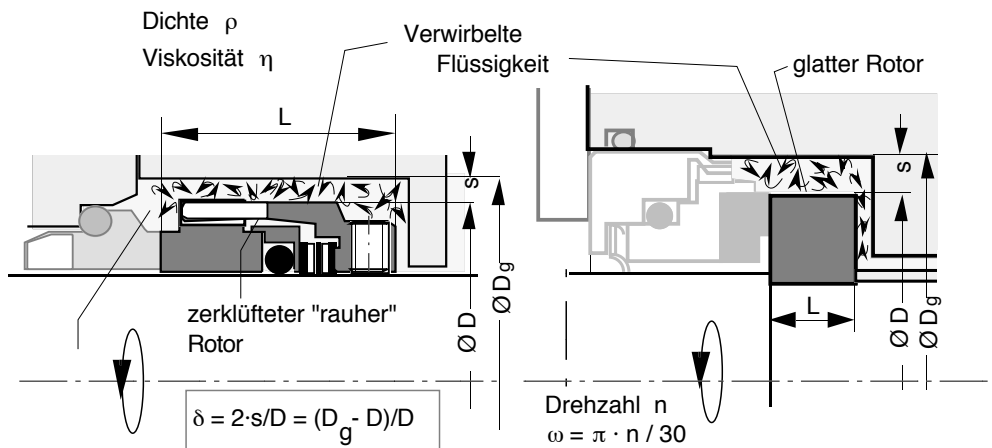 Dichte ρ
Viskosität η
Verwirbelte
Flüssigkeit
glatter Rotor
L
s
s
zerklüfteter "rauher"
Rotor
Ø D
Ø Dg
L
Ø D
Ø Dg
δ = 2·s/D = (Dg- D)/D
Drehzahl n
ω = π · n / 30